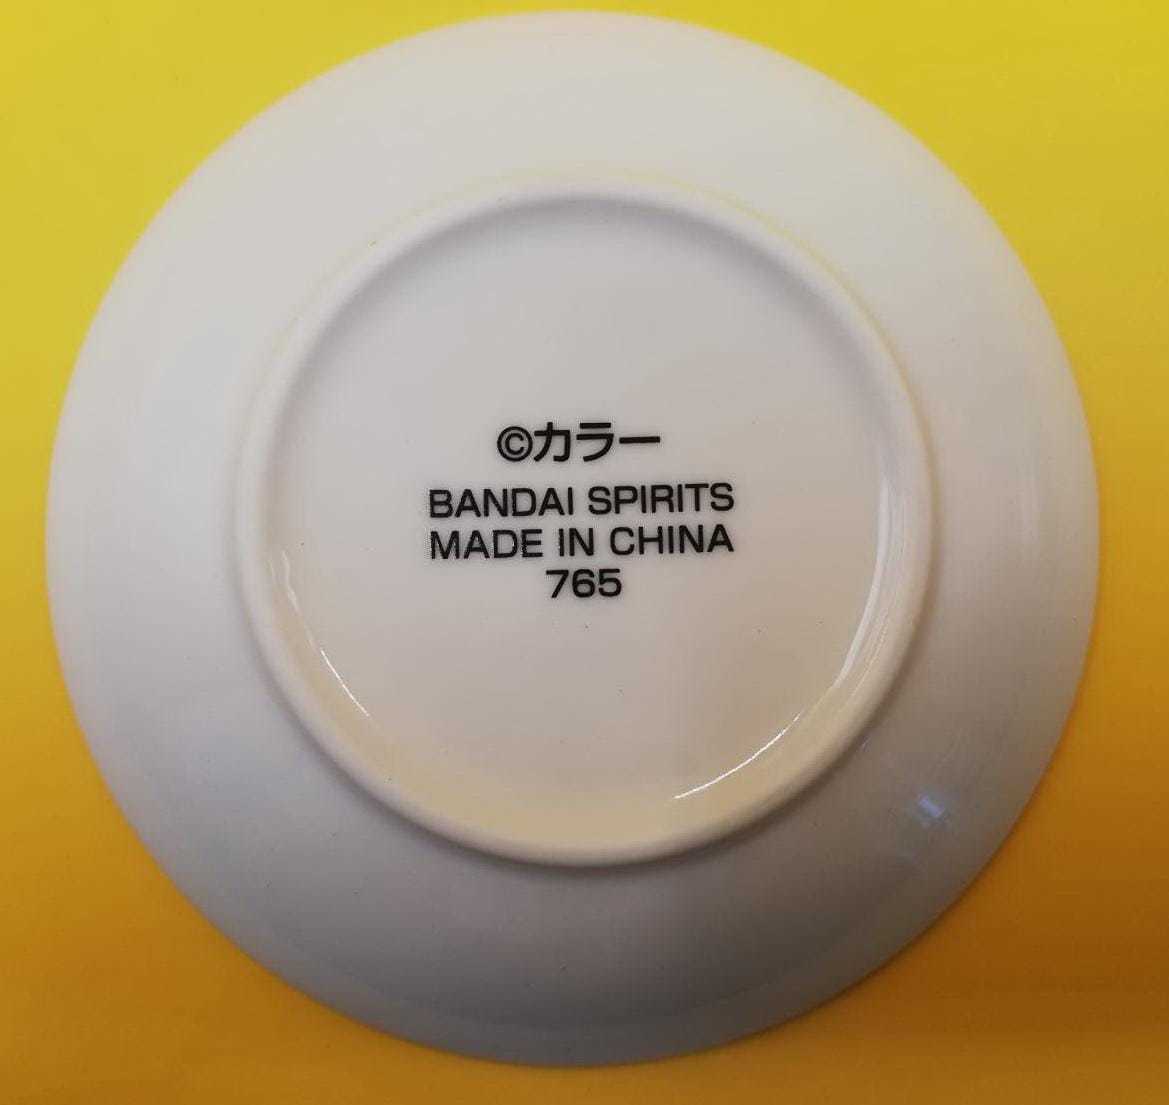 ©カラー
BANDAI SPIRITS
MADE IN CHINA
765